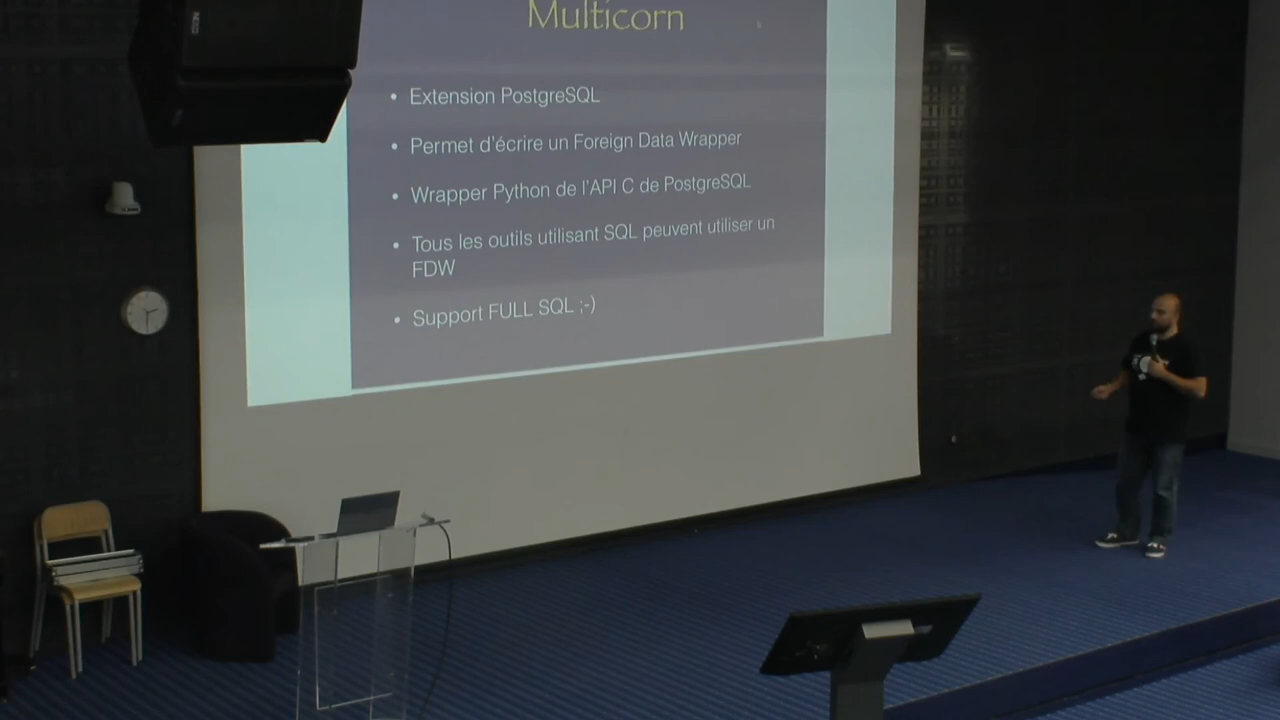 Multicorn
• Extension PostgreSQL
• Permet d'écrire un Foreign Data Wrapper
• Wrapper Python de l'API C de PostgreSQL
• Tous les outils utilisant SQL peuvent utiliser un
FDW
• Support FULL SQL ;-)